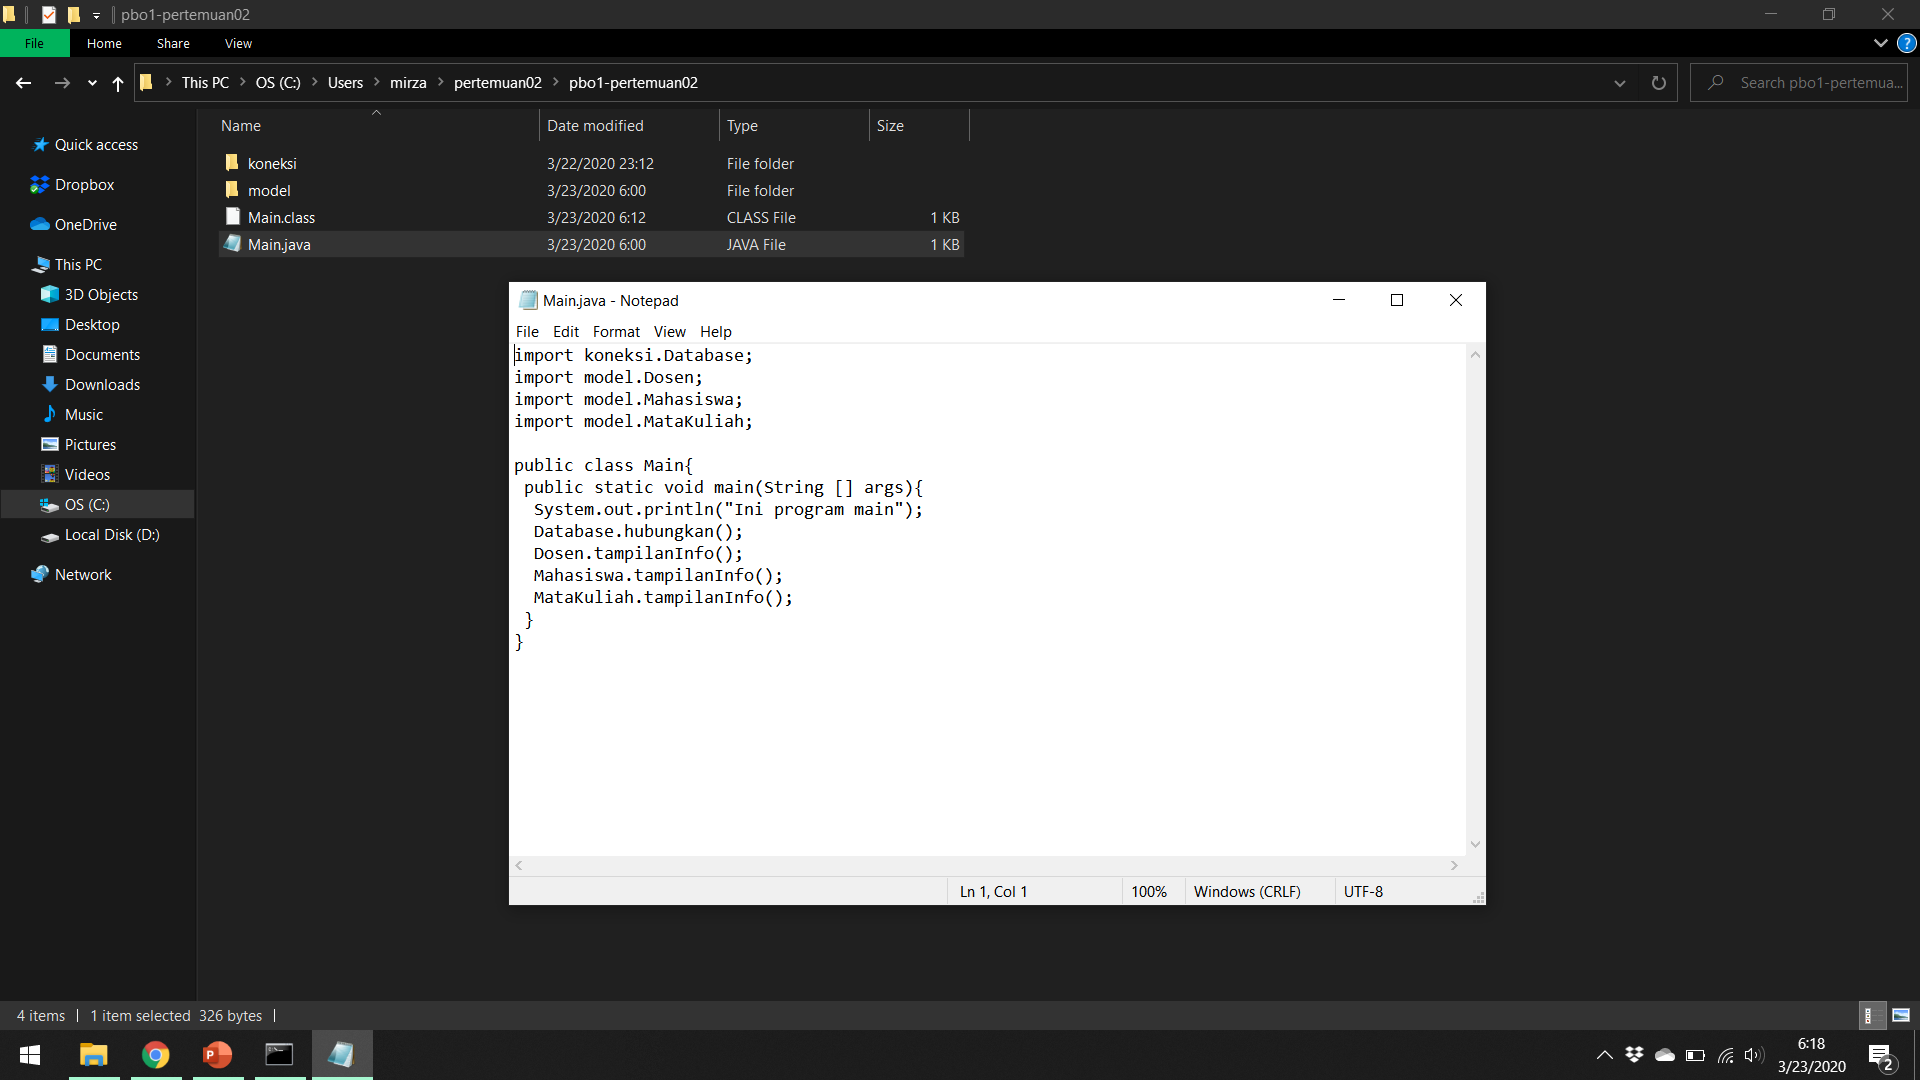 pbo1-pertemuan02
File Home Share View
This PC OS (C:) Users mirza pertemuan02 pbo1-pertemuan02
Search pbo1-pertemua...
Name Date modified Type Size
koneksi 3/22/2020 23:12 File folder
model 3/23/2020 6:00 File folder
Main.class 3/23/2020 6:12 CLASS File 1 KB
Main.java 3/23/2020 6:00 JAVA File 1 KB
Quick access
Dropbox
OneDrive
This PC
3D Objects
Desktop
Documents
Downloads
Music
Pictures
Videos
OS (C:)
Local Disk (D:)
Network
Main.java - Notepad
File Edit Format View Help
import koneksi.Database;
import model.Dosen;
import model.Mahasiswa;
import model.MataKuliah;
public class Main{
public static void main(String [] args){
System.out.println("Ini program main");
Database.hubungkan();
Dosen.tampilanInfo();
Mahasiswa.tampilanInfo();
MataKuliah.tampilanInfo();
}
}
Ln 1, Col 1 100% Windows (CRLF) UTF-8
4 items 1 item selected 326 bytes
6:18
3/23/2020
2